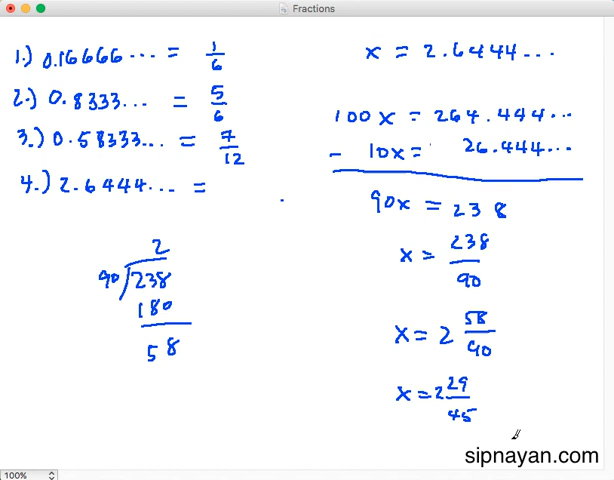 Fractions
1.) 0.16666... = 1/6
2.) 0.8333... = 5/6
3.) 0.58333... = 7/12
4.) 2.6444... =
2
90)238
180
58
x = 2.6444...
100x = 264.444...
- 10x = 26.444...
90x = 238
x = 238/90
x = 2 58/90
x = 2 29/45
sipnayan.com
100%